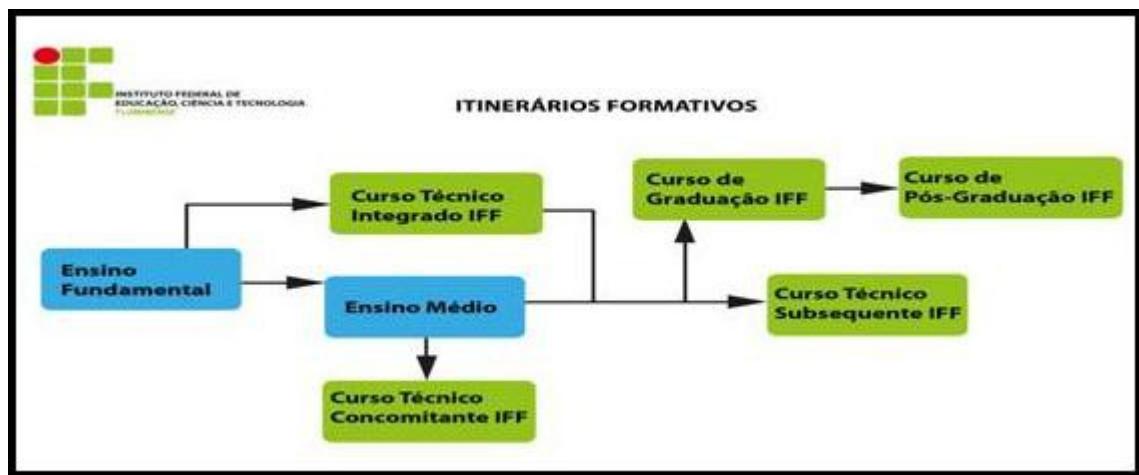 INSTITUTO FEDERAL DE
EDUCAÇÃO, CIÊNCIA E TECNOLOGIA
FLUMINENSE
ITINERÁRIOS FORMATIVOS
Curso Técnico
Integrado IFF
Curso de
Graduação IFF
Curso de
Pós-Graduação IFF
Ensino
Fundamental
Ensino Médio
Curso Técnico
Subsequente IFF
Curso Técnico
Concomitante IFF